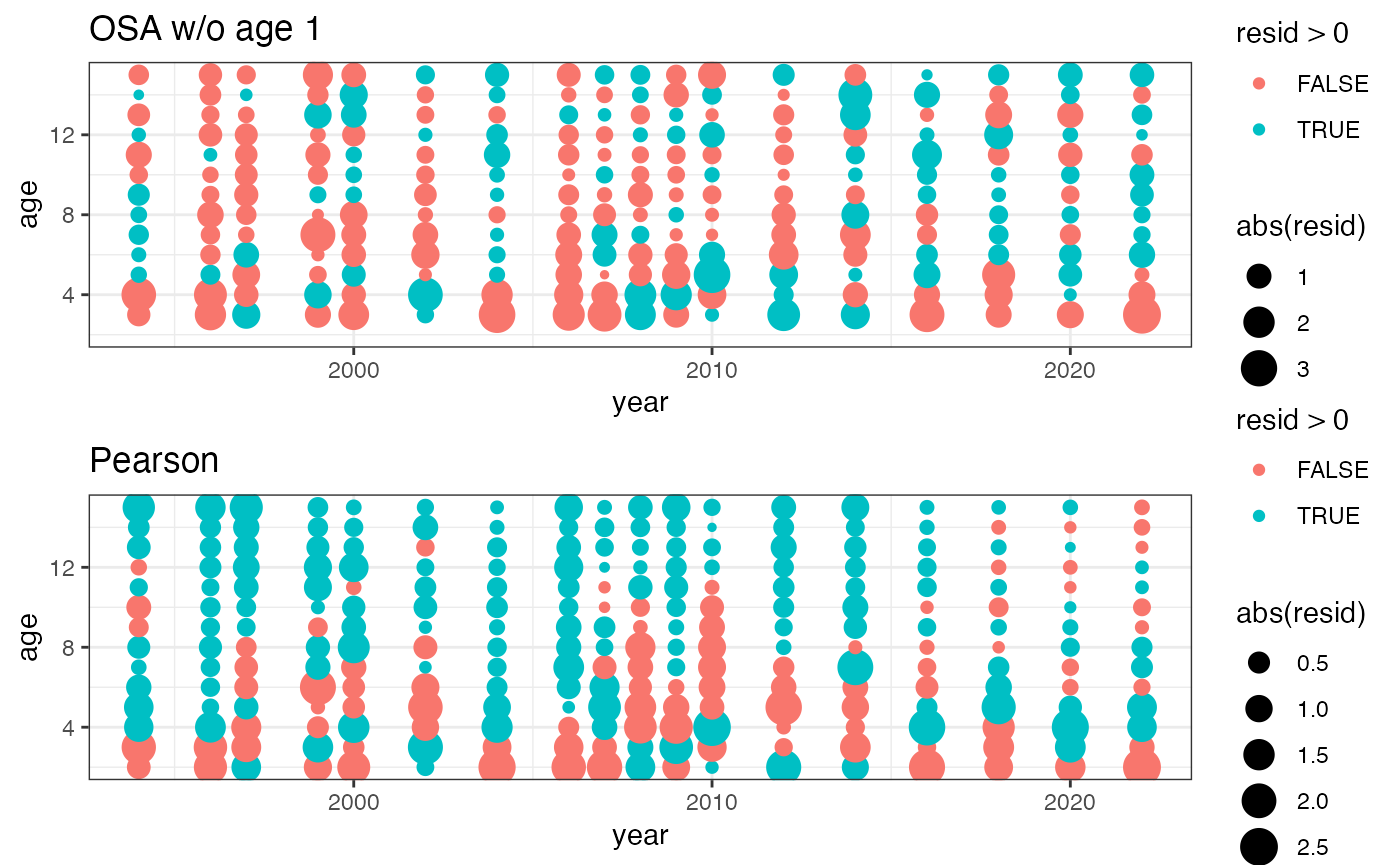 OSA w/o age 1
age
12
8
4
2000
2010
2020
year
resid > 0
FALSE
TRUE
abs(resid)
1
2
3
Pearson
age
12
8
4
2000
2010
2020
year
resid > 0
FALSE
TRUE
abs(resid)
0.5
1.0
1.5
2.0
2.5